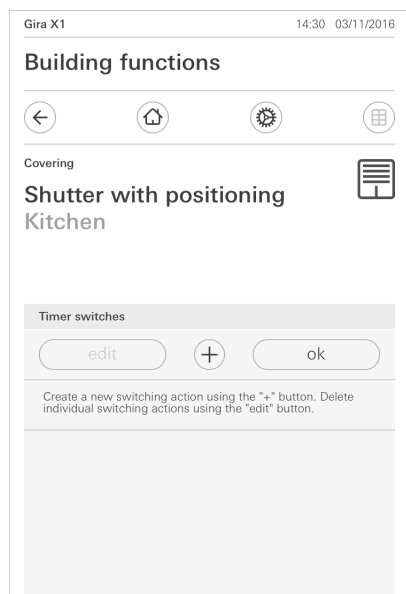 Gira X1 14:30 03/11/2016
Building functions
Covering
Shutter with positioning
Kitchen
Timer switches
edit + ok
Create a new switching action using the "+" button. Delete
individual switching actions using the "edit" button.